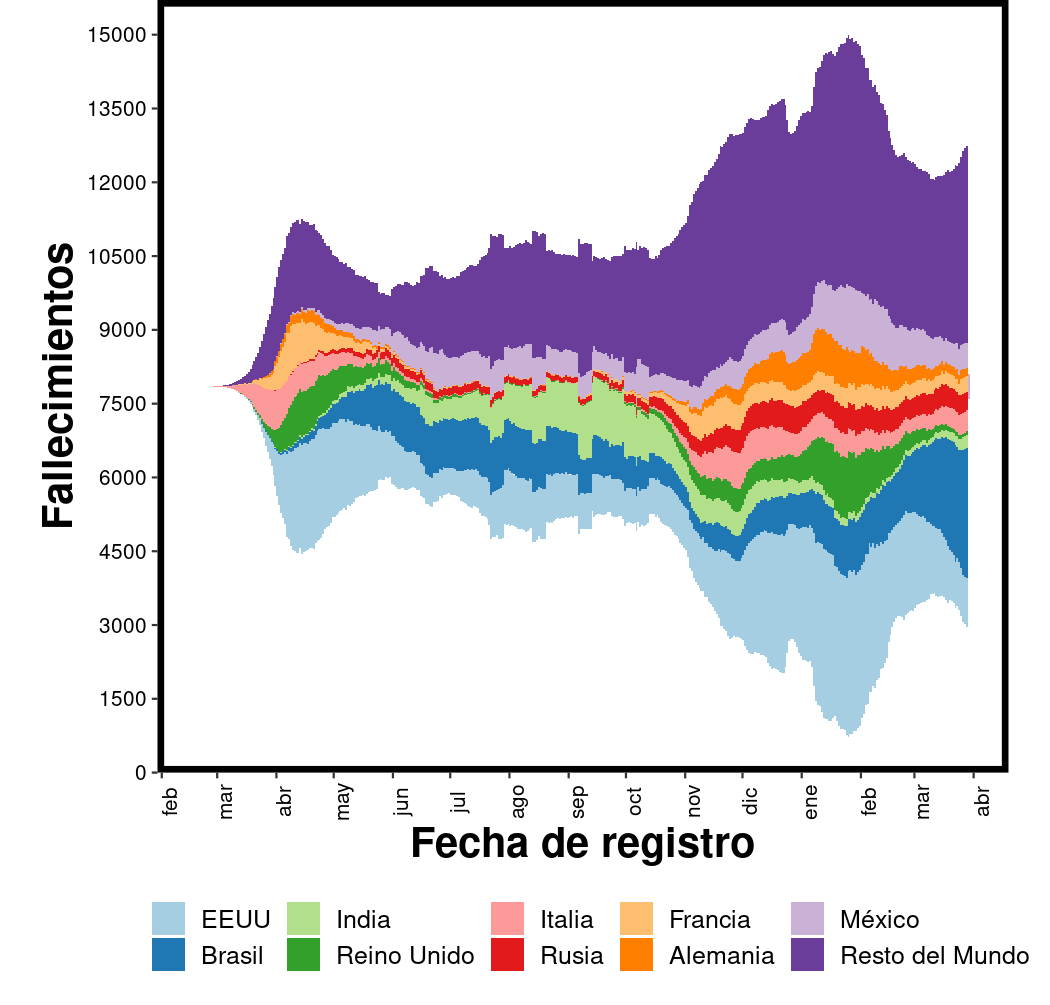 15000
13500
12000
10500
9000
7500
6000
4500
3000
1500
0
Fallecimientos
feb mar abr may jun jul ago sep oct nov dic ene feb mar abr
Fecha de registro
EEUU India Italia Francia México
Brasil Reino Unido Rusia Alemania Resto del Mundo